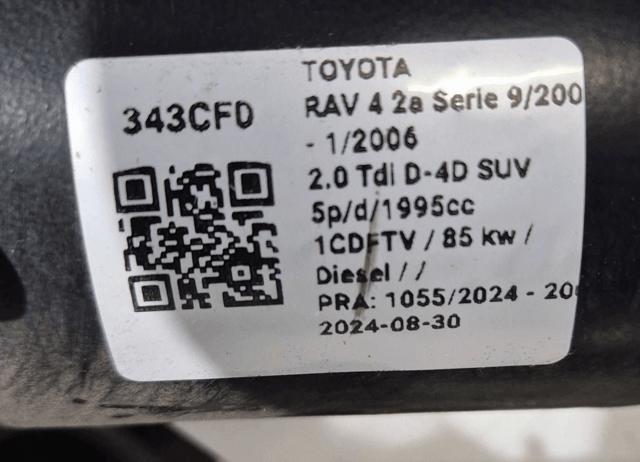 343CFD
TOYOTA
RAV 4 2a Serie 9/200
- 1/2006
2.0 Tdi D-4D SUV
5p/d/1995cc
1CDFTV / 85 kw /
Diesel / /
PRA: 1055/2024 - 20
2024-08-30